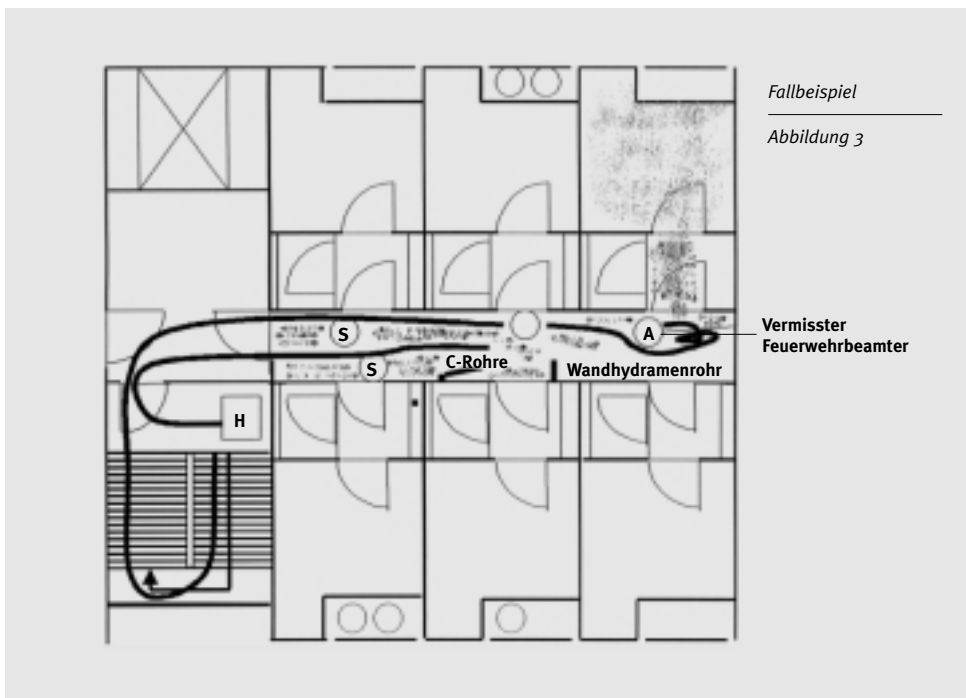 Fallbeispiel
Abbildung 3
S
A
Vermisster
Feuerwehrbeamter
C-Rohre
Wandhydramenrohr
S
H